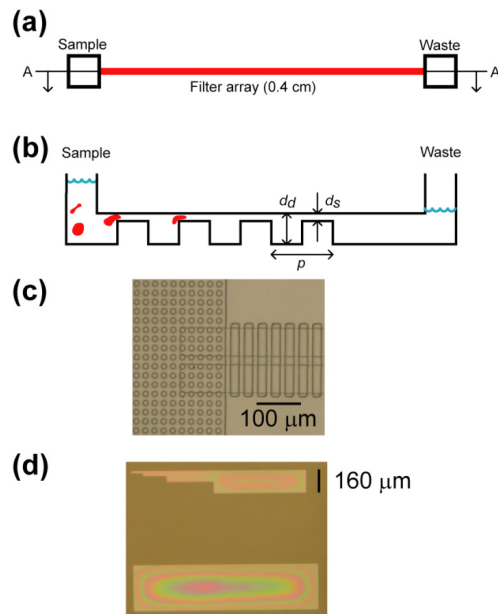 (a)
Sample
Waste
A
A
Filter array (0.4 cm)
(b)
Sample
Waste
dd
ds
p
(c)
100 μm
(d)
160 μm